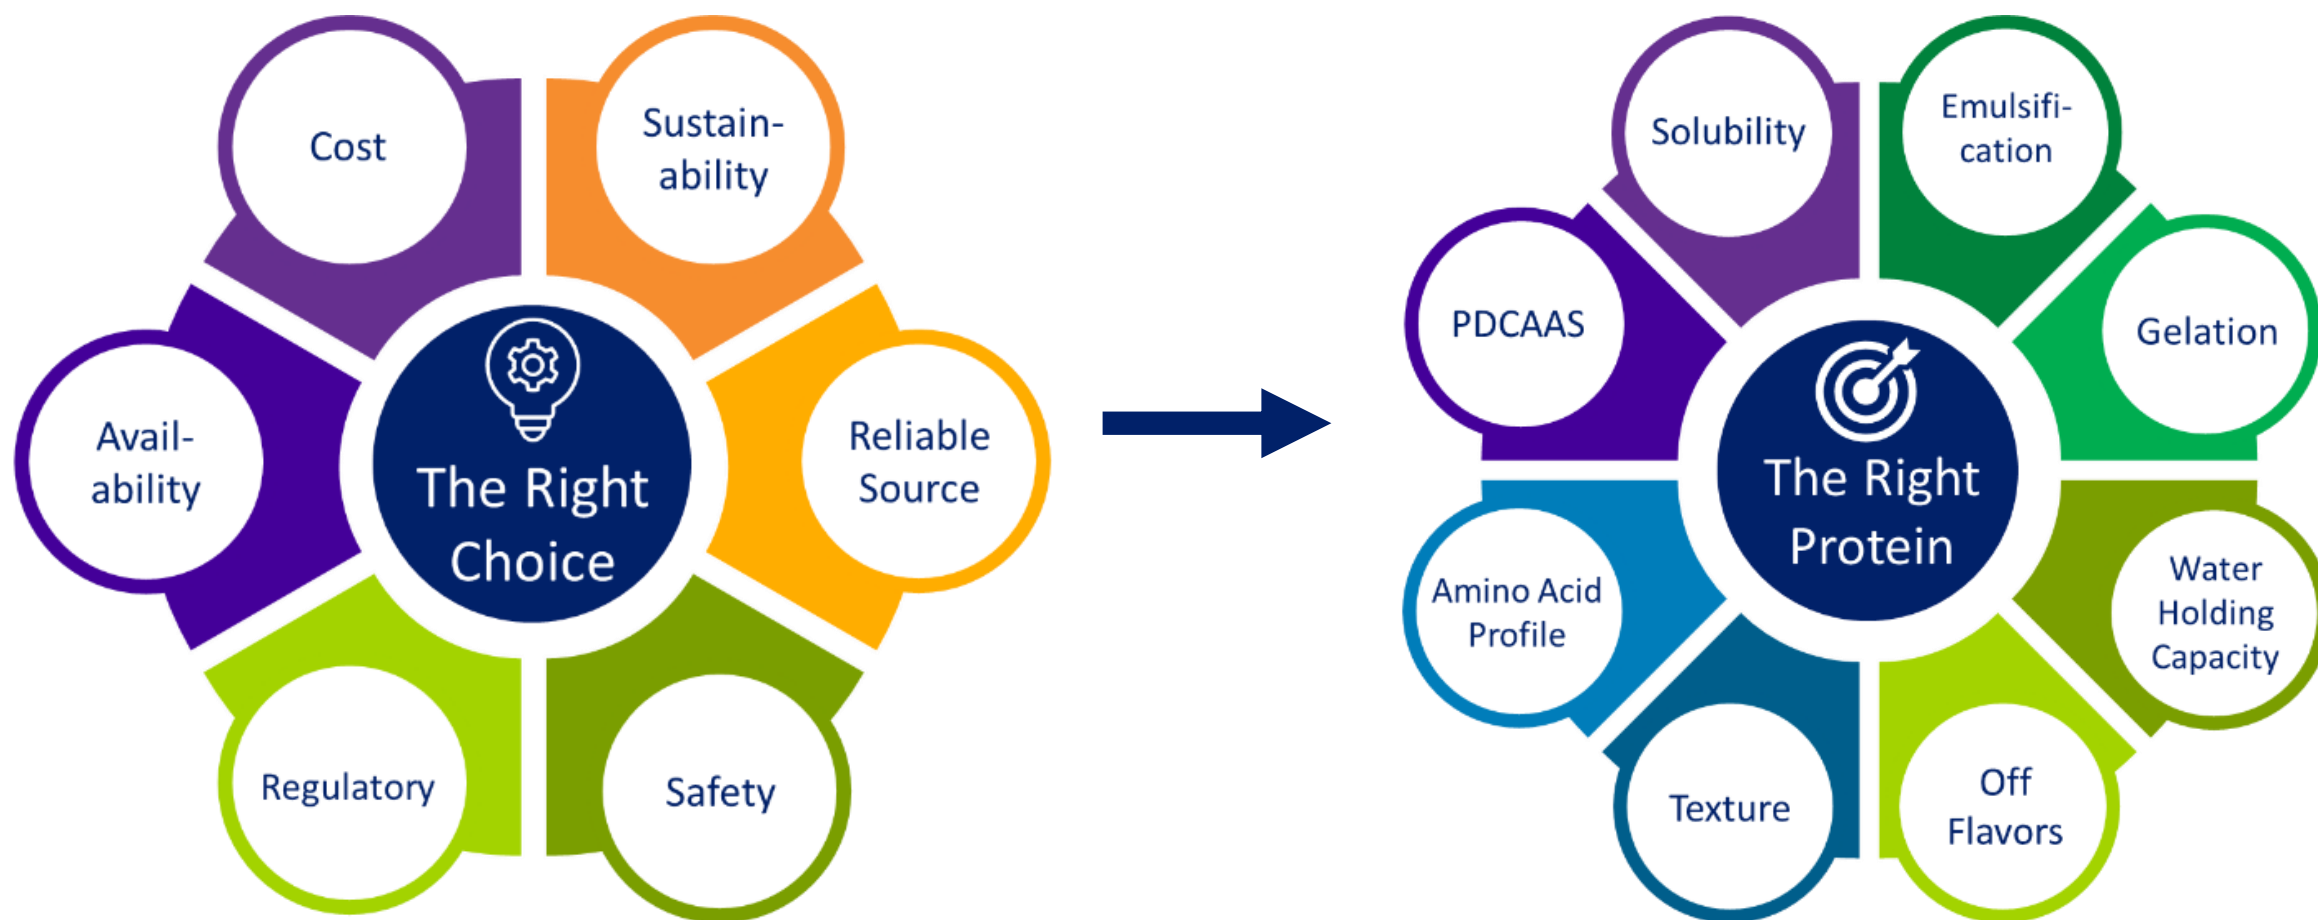 Cost
Sustain-
ability
Reliable
Source
Safety
Regulatory
Avail-
ability
The Right
Choice
Solubility
Emulsifi-
cation
Gelation
Water
Holding
Capacity
Off
Flavors
Texture
Amino Acid
Profile
PDCAAS
The Right
Protein